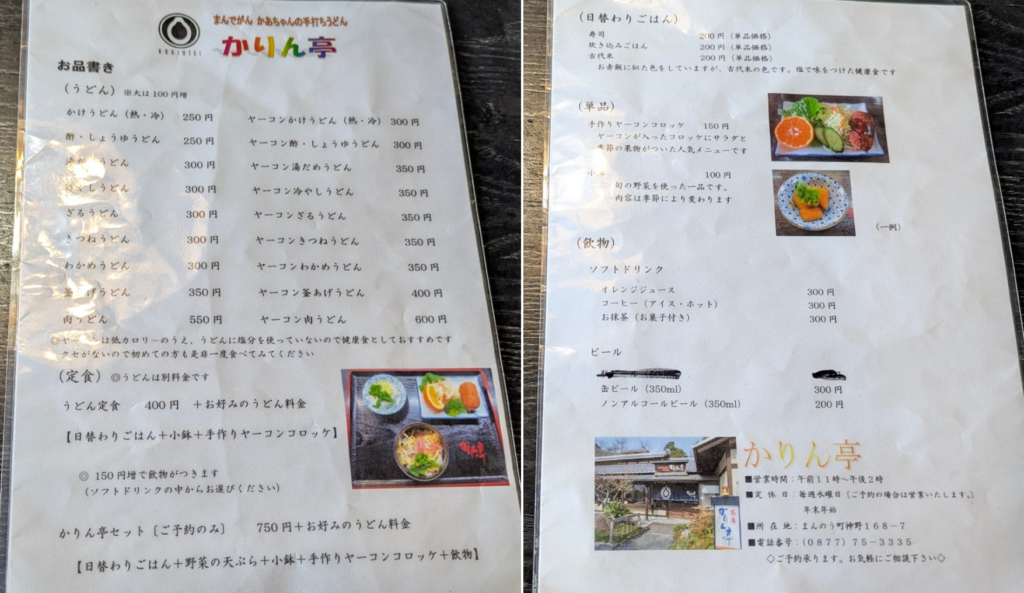 KARINTEI
まんでがん かあちゃんの手打ちうどん
かりん亭
お品書き
(うどん) ※大は100円増
かけうどん (熱・冷) 250円 ヤーコンかけうどん (熱・冷) 300円
酢・しょうゆうどん 250円 ヤーコン酢・しょうゆうどん 300円
うどん 300円 ヤーコン湯だめうどん 350円
しうどん 300円 ヤーコン冷やしうどん 350円
ざるうどん 300円 ヤーコンざるうどん 350円
きつねうどん 300円 ヤーコンきつねうどん 350円
わかめうどん 300円 ヤーコンわかめうどん 350円
釜 げうどん 350円 ヤーコン釜あげうどん 400円
肉うどん 550円 ヤーコン肉うどん 600円
◎ヤー は低カロリーのうえ、うどんに塩分を使っていないので健康食としておすすめです
クセがないので初めての方も是非一度食べてみてください
(定食) ◎うどんは別料金です
うどん定食 400円 +お好みのうどん料金
【日替わりごはん+小鉢+手作りヤーコンコロッケ】
◎ 150円増で飲物がつきます
(ソフトドリンクの中からお選びください)
かりん亭セット [ご予約のみ] 750円+お好みのうどん料金
【日替わりごはん+野菜の天ぷら+小鉢+手作りヤーコンコロッケ+飲物】
(日替わりごはん)
寿司 200円 (単品価格)
炊き込みごはん 200円 (単品価格)
古代米 200円 (単品価格)
お赤飯に似た色をしていますが、古代米の色です。塩で味をつけた健康食です
(単品)
手作りヤーコンコロッケ 150円
ヤーコンが入ったコロッケにサラダと
季節の果物がついた人気メニューです
小 100円
旬の野菜を使った一品です。
内容は季節により変わります
(一例)
(飲物)
ソフトドリンク
オレンジジュース 300円
コーヒー (アイス・ホット) 300円
お抹茶 (お菓子付き) 300円
ビール
缶ビール (350ml) 300円
ノンアルコールビール (350ml) 200円
かりん亭
■営業時間:午前11時~午後2時
■定 休 日:毎週水曜日 [ご予約の場合は営業いたします。]
年末年始
■所 在 地:まんのう町神野168-7
■電話番号:(0877) 75-3335
◇ご予約承ります。お気軽にご相談下さい◇